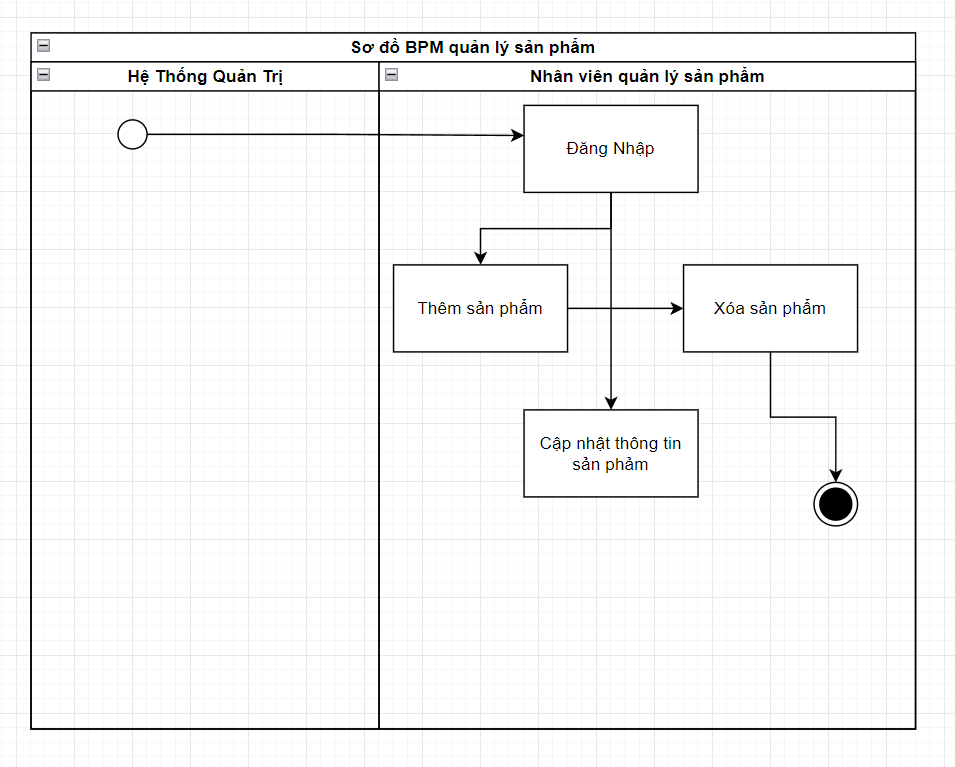 Sơ đồ BPM quản lý sản phẩm
Hệ Thống Quản Trị
Nhân viên quản lý sản phẩm
Đăng Nhập
Thêm sản phẩm
Xóa sản phẩm
Cập nhật thông tin
sản phảm